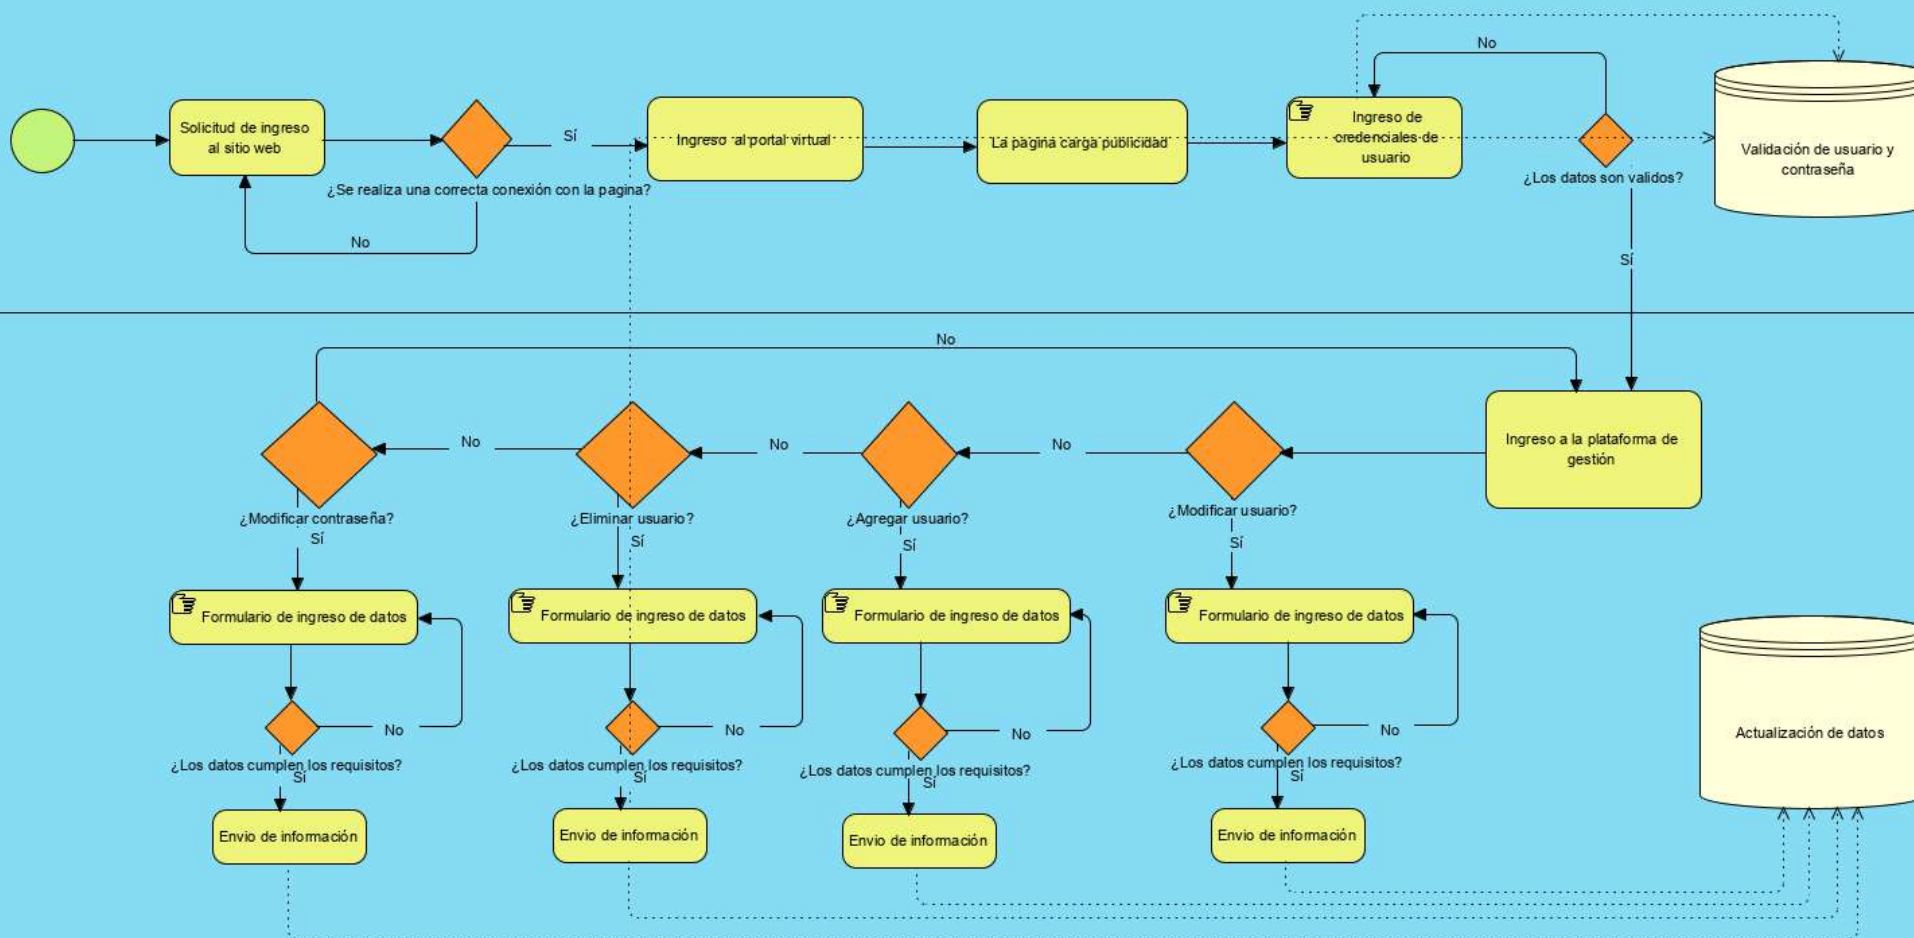 Solicitud de ingreso
al sitio web
¿Se realiza una correcta conexión con la pagina?
No
Sí
Ingreso al portal virtual
La pagina carga publicidad
Ingreso de
credenciales de
usuario
No
¿Los datos son validos?
Sí
Validación de usuario y
contraseña
No
Ingreso a la plataforma de
gestión
No
No
No
¿Modificar contraseña?
Sí
¿Eliminar usuario?
Sí
¿Agregar usuario?
Sí
¿Modificar usuario?
Sí
Formulario de ingreso de datos
Formulario de ingreso de datos
Formulario de ingreso de datos
Formulario de ingreso de datos
No
No
No
No
¿Los datos cumplen los requisitos?
Sí
¿Los datos cumplen los requisitos?
Sí
¿Los datos cumplen los requisitos?
Sí
¿Los datos cumplen los requisitos?
Sí
Actualización de datos
Envio de información
Envio de información
Envio de información
Envio de información